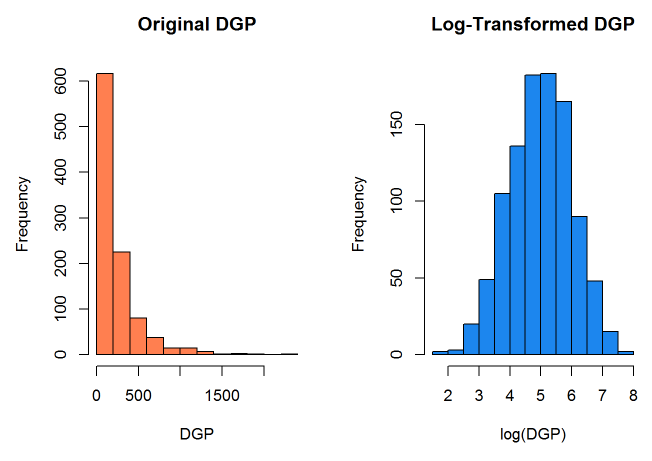 Original DGP
Frequency
0 100 200 300 400 500 600
0 500 1500
DGP
Log-Transformed DGP
Frequency
0 50 100 150
2 3 4 5 6 7 8
log(DGP)